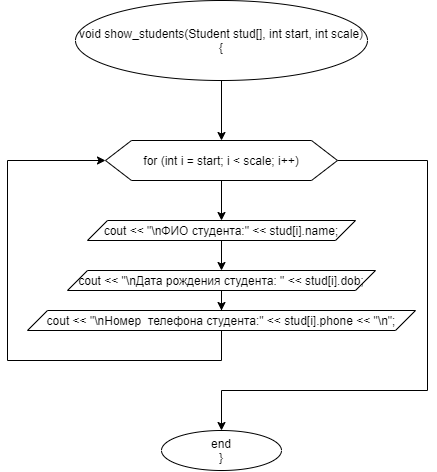 void show_students(Student stud[], int start, int scale)
{
for (int i = start; i < scale; i++)
cout << "\nФИО студента:" << stud[i].name;
cout << "\nДата рождения студента: " << stud[i].dob;
cout << "\nНомер  телефона студента:" << stud[i].phone << "\n";
end
}